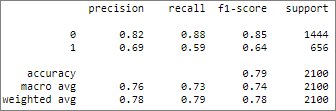 precision recall f1-score support
0 0.82 0.88 0.85 1444
1 0.69 0.59 0.64 656
accuracy 0.79 2100
macro avg 0.76 0.73 0.74 2100
weighted avg 0.78 0.79 0.78 2100